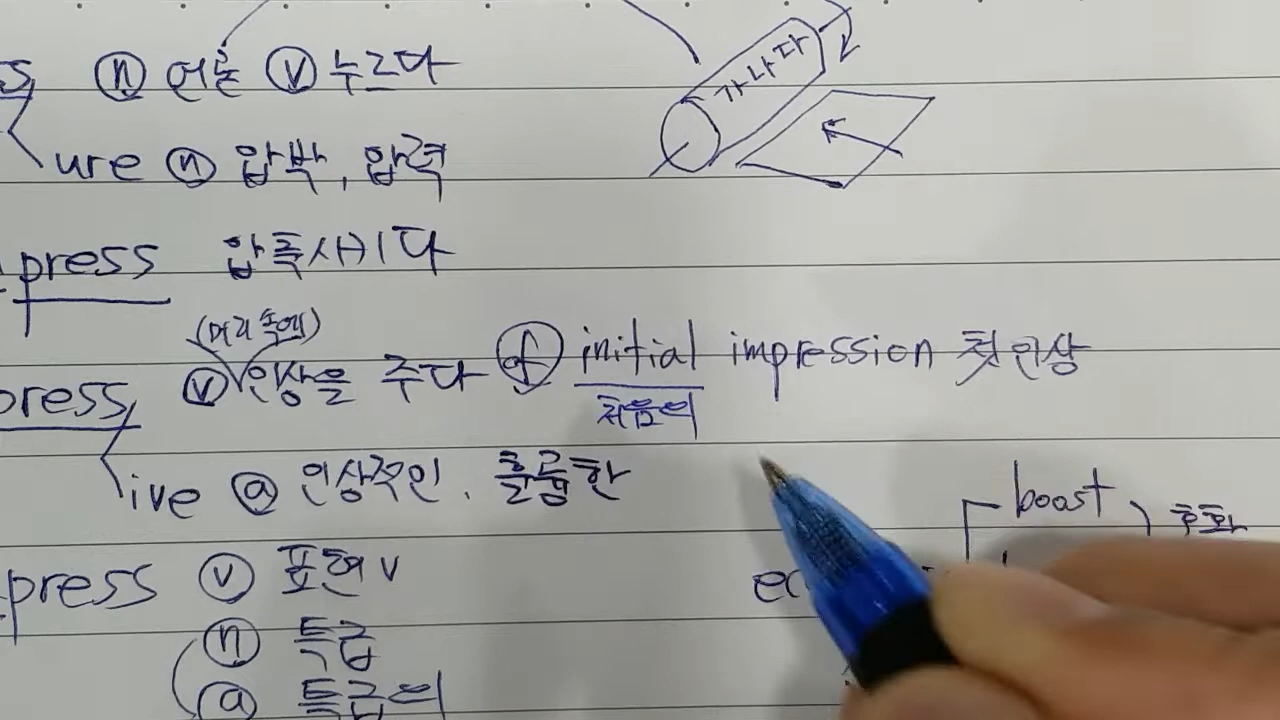 ⓝ 언론 ⓥ 누르다
가나다
ure ⓝ 압박, 압력
press 압축시키다
(머리 속에)
press ⓥ 인상을 주다 initial impression 첫인상
처음의
ive ⓐ 인상적인, 훌륭한
boast
press ⓥ 표현 v
ⓝ 특급
ⓐ 특급의